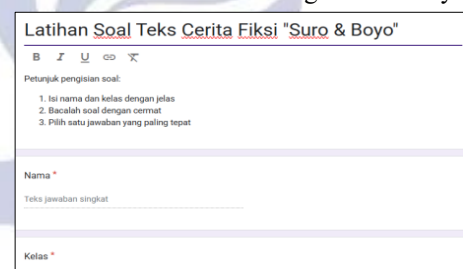 Latihan Soal Teks Cerita Fiksi "Suro & Boyo"
B I U
Petunjuk pengisian soal:
1. Isi nama dan kelas dengan jelas
2. Bacalah soal dengan cermat
3. Pilih satu jawaban yang paling tepat
Nama *
Teks jawaban singkat
Kelas *